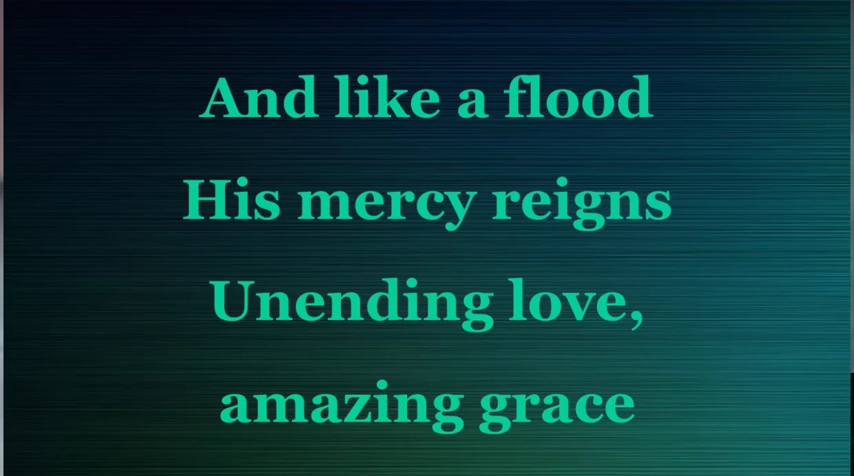 And like a flood
His mercy reigns
Unending love,
amazing grace